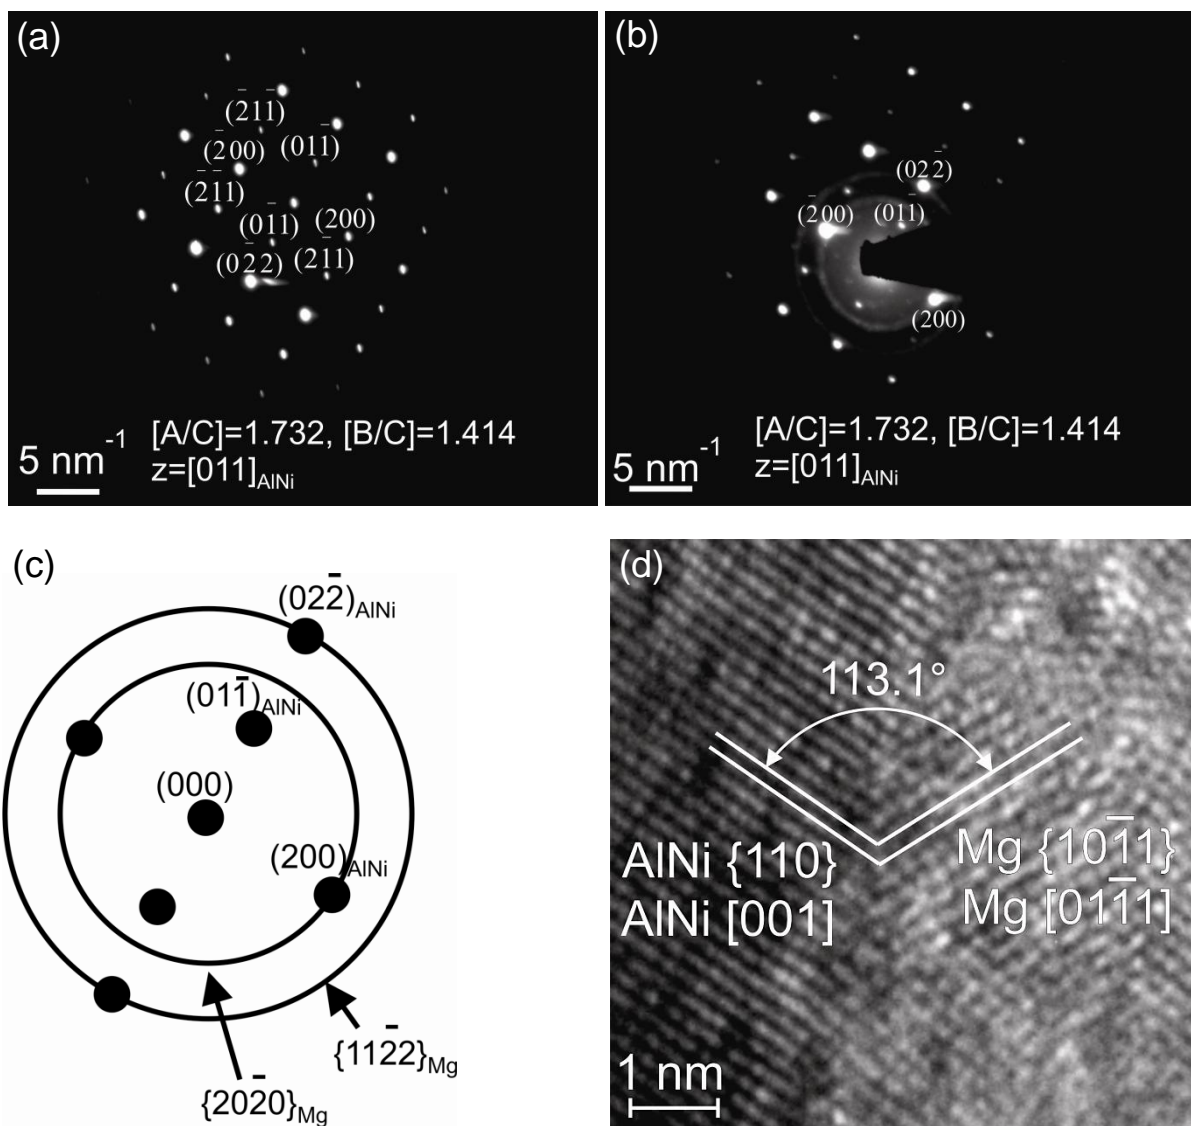 (a)
(2̄11̄)
(2̄00) (011̄)
(2̄1̄1)
(01̄1) (200)
(02̄2) (21̄1)
[A/C]=1.732, [B/C]=1.414
z=[011]AlNi
5 nm⁻¹
(b)
(022̄)
(2̄00) (011̄)
(200)
[A/C]=1.732, [B/C]=1.414
z=[011]AlNi
5 nm⁻¹
(c)
(022̄)AlNi
(011̄)AlNi
(000)
(200)AlNi
{112̄2}Mg
{202̄0}Mg
(d)
113.1°
AlNi {110}
AlNi [001]
Mg {101̄1}
Mg [011̄1]
1 nm